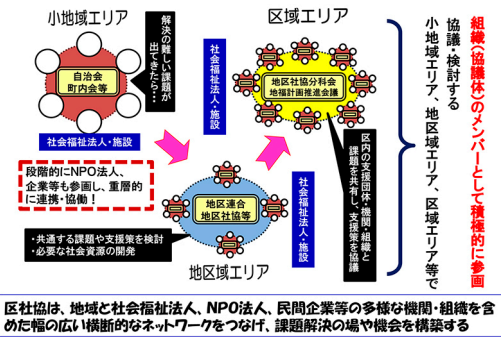 小地域エリア
自治会
町内会等
社会福祉法人・施設
解決の難しい課題が
出てきたら・・・
区域エリア
地区社協分科会
地福計画推進会議
社会福祉法人・施設
区内の支援団体・機関・組織と
課題を共有し、支援策を協議
段階的にNPO法人、
企業等も参画し、重層的
に連携・協働！
地区連合
地区社協等
社会福祉法人・施設
・共通する課題や支援策を検討
・必要な社会資源の開発
地区域エリア
組織（協議体）のメンバーとして積極的に参画
協議・検討する
小地域エリア、地区域エリア、区域エリア等で
区社協は、地域と社会福祉法人、NPO法人、民間企業等の多様な機関・組織を含
めた幅の広い横断的なネットワークをつなげ、課題解決の場や機会を構築する